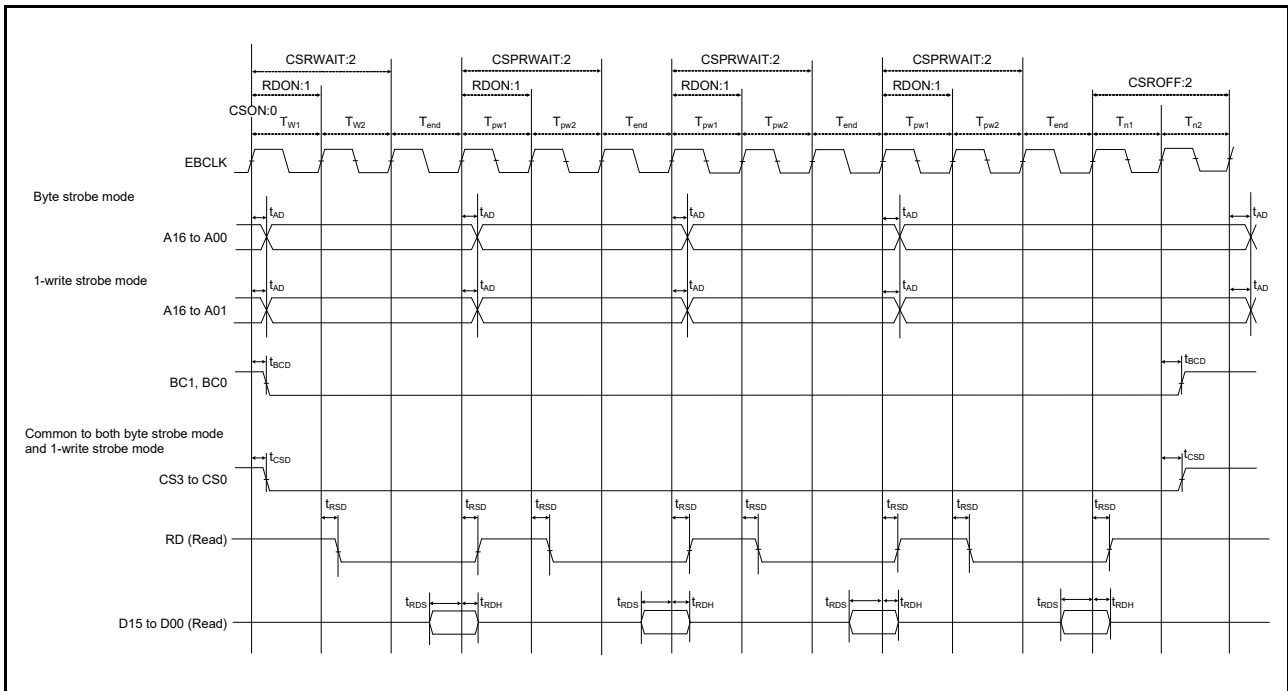 CSRWAIT:2 CSPRWAIT:2 CSPRWAIT:2 CSPRWAIT:2
RDON:1 RDON:1 RDON:1 RDON:1 CSROFF:2
CSON:0
TW1 TW2 Tend Tpw1 Tpw2 Tend Tpw1 Tpw2 Tend Tpw1 Tpw2 Tend Tn1 Tn2
EBCLK
Byte strobe mode
tAD tAD tAD tAD tAD
A16 to A00
1-write strobe mode
tAD tAD tAD tAD tAD
A16 to A01
tBCD tBCD
BC1, BC0
Common to both byte strobe mode
and 1-write strobe mode
tCSD tCSD
CS3 to CS0
tRSD tRSD tRSD tRSD tRSD tRSD tRSD tRSD
RD (Read)
tRDS tRDH tRDS tRDH tRDS tRDH tRDS tRDH
D15 to D00 (Read)